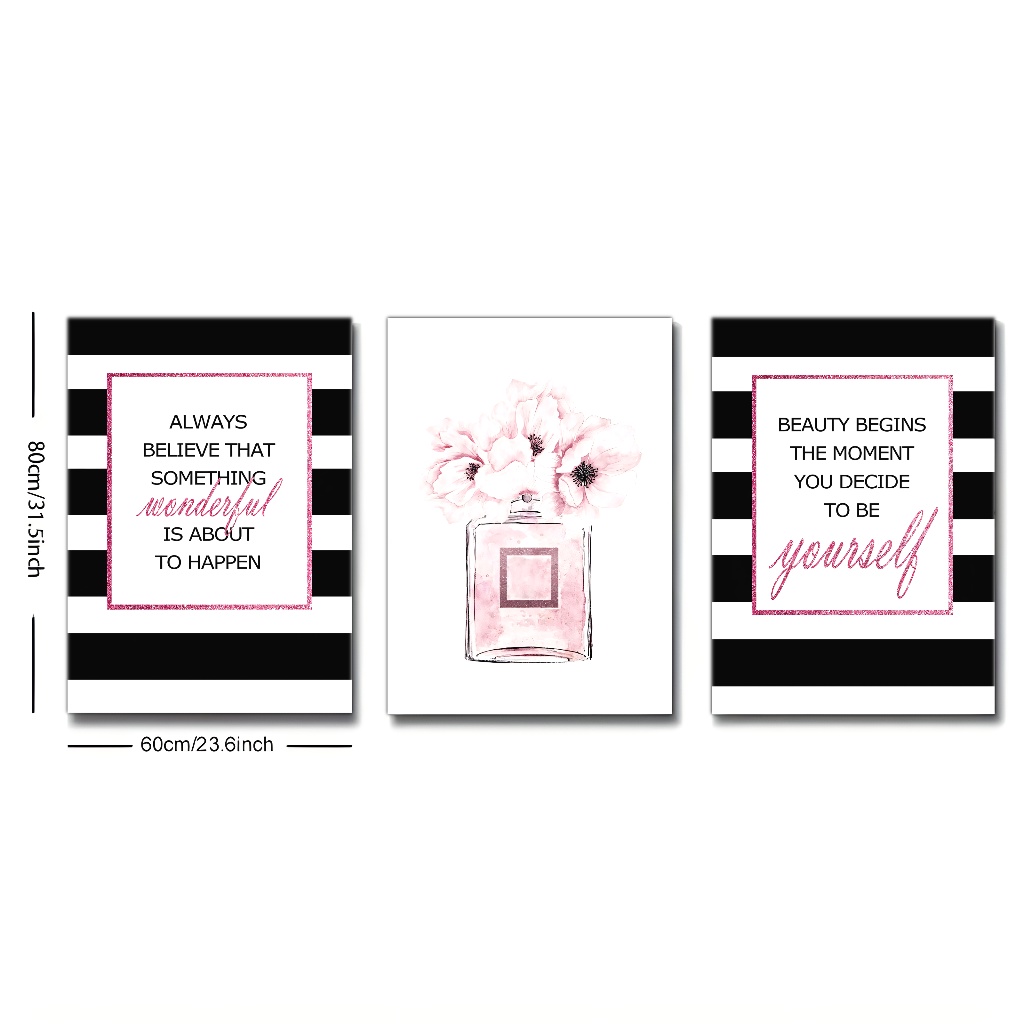 80cm/31.5inch
ALWAYS
BELIEVE THAT
SOMETHING
wonderful
IS ABOUT
TO HAPPEN
60cm/23.6inch
BEAUTY BEGINS
THE MOMENT
YOU DECIDE
TO BE
yourself